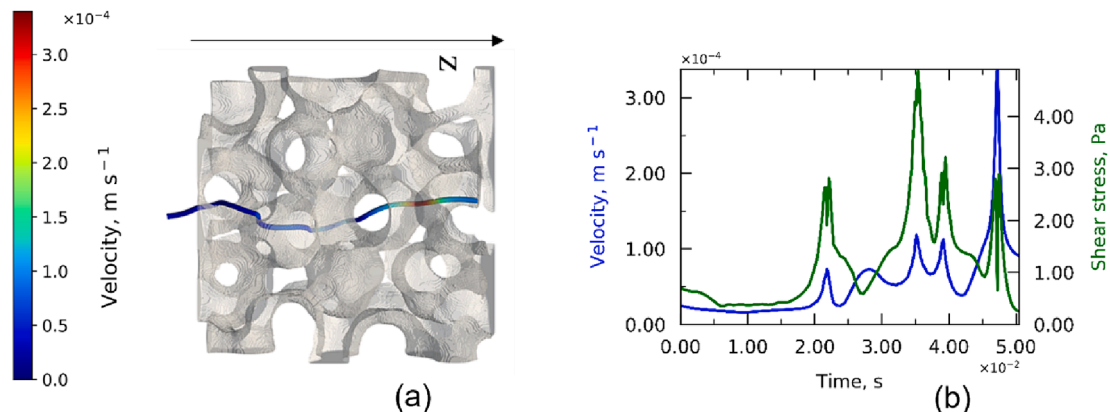 ×10⁻⁴
3.0
2.5
2.0
1.5
1.0
0.5
0.0
Velocity, m s⁻¹
Z
(a)
×10⁻⁴
3.00
2.00
1.00
0.00
Velocity, m s⁻¹
4.00
3.00
2.00
1.00
0.00
Shear stress, Pa
0.00 1.00 2.00 3.00 4.00 5.00
×10⁻²
Time, s
(b)